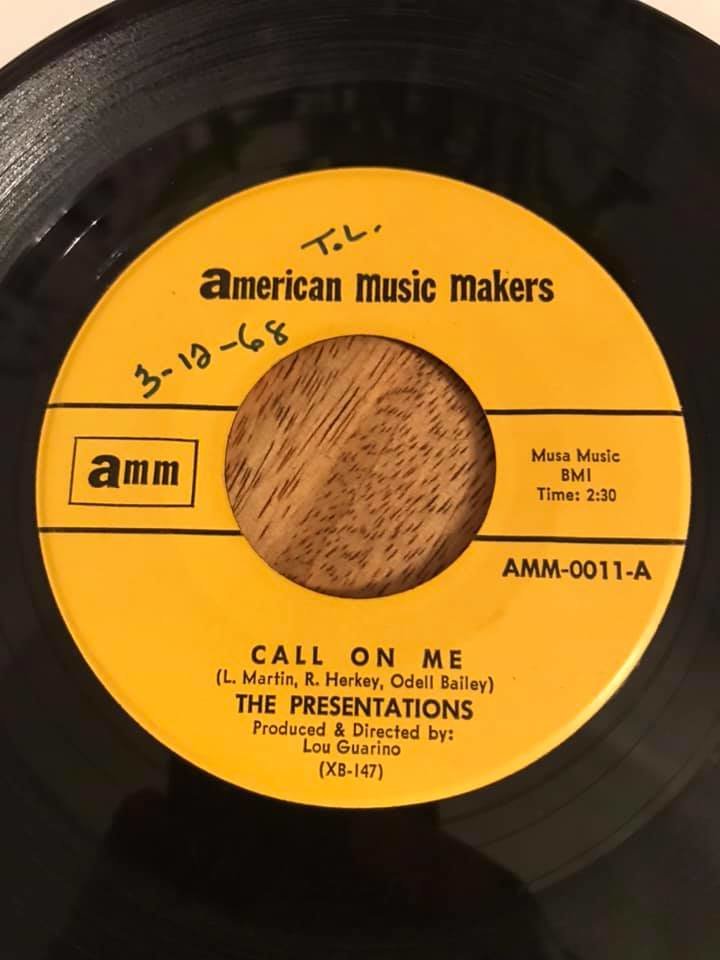 T.L.
american music makers
3-12-68
amm
Musa Music
BMI
Time: 2:30
AMM-0011-A
CALL ON ME
(L. Martin, R. Herkey, Odell Bailey)
THE PRESENTATIONS
Produced & Directed by:
Lou Guarino
(XB-147)